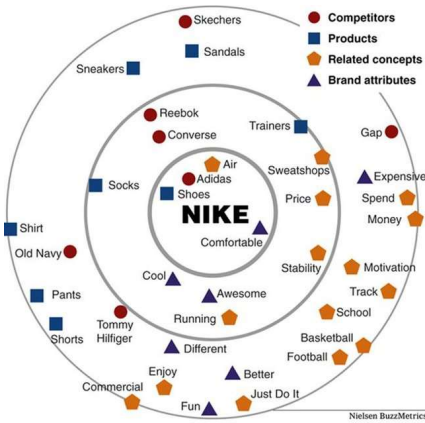 Skechers
Competitors
Products
Related concepts
Brand attributes
Sandals
Sneakers
Reebok
Converse
Trainers
Gap
Air
Sweatshops
Adidas
Expensive
Socks
Shoes
Price
Spend
NIKE
Money
Shirt
Comfortable
Old Navy
Stability
Motivation
Cool
Track
Pants
Awesome
School
Running
Tommy
Hilfiger
Shorts
Basketball
Different
Football
Enjoy
Better
Commercial
Just Do It
Fun
Nielsen BuzzMetrics